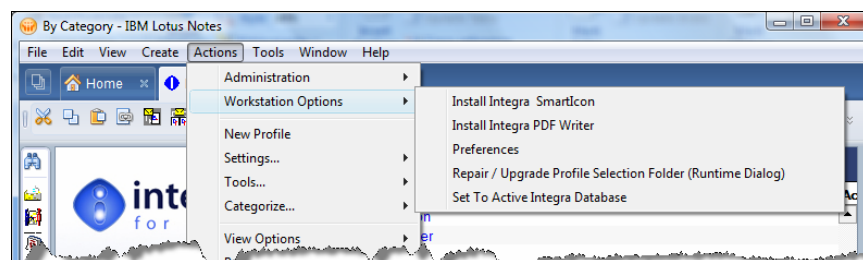 By Category - IBM Lotus Notes
File Edit View Create Actions Tools Window Help
Home
Administration
Workstation Options
New Profile
Settings...
Tools...
Categorize...
View Options
Install Integra SmartIcon
Install Integra PDF Writer
Preferences
Repair / Upgrade Profile Selection Folder (Runtime Dialog)
Set To Active Integra Database
inte
for